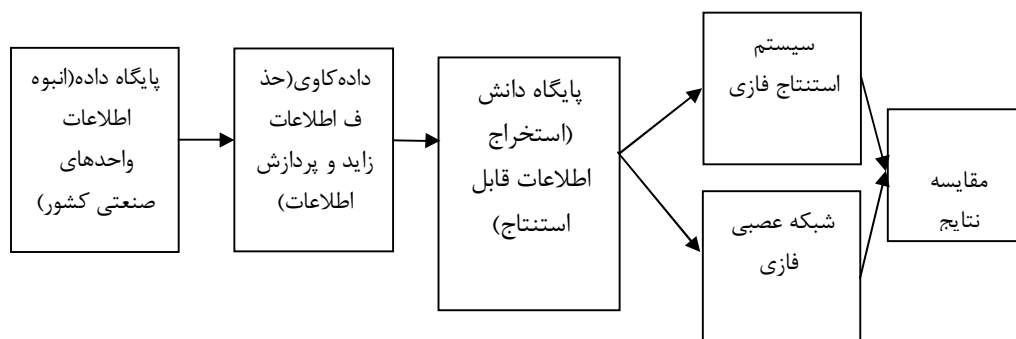 پایگاه داده(انبوه
اطلاعات
واحدهای
صنعتی کشور)
داده‌کاوی(حذ
ف اطلاعات
زاید و پردازش
اطلاعات)
پایگاه دانش
(استخراج
اطلاعات قابل
استنتاج)
سیستم
استنتاج فازی
شبکه عصبی
فازی
مقایسه
نتایج